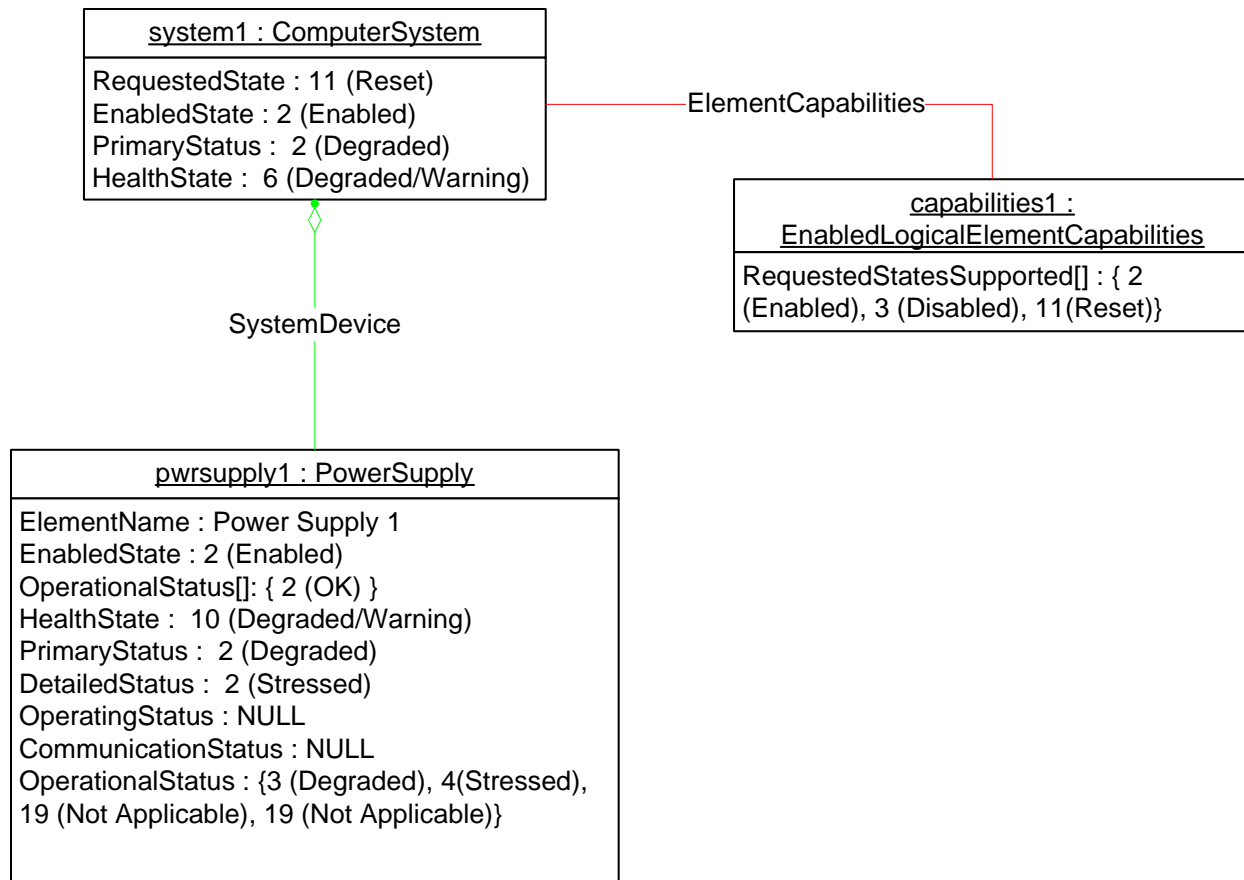 system1 : ComputerSystem
RequestedState : 11 (Reset)
EnabledState : 2 (Enabled)
PrimaryStatus :  2 (Degraded)
HealthState :  6 (Degraded/Warning)
ElementCapabilities
capabilities1 :
EnabledLogicalElementCapabilities
RequestedStatesSupported[] : { 2
(Enabled), 3 (Disabled), 11(Reset)}
SystemDevice
pwrsupply1 : PowerSupply
ElementName : Power Supply 1
EnabledState : 2 (Enabled)
OperationalStatus[]: { 2 (OK) }
HealthState :  10 (Degraded/Warning)
PrimaryStatus :  2 (Degraded)
DetailedStatus :  2 (Stressed)
OperatingStatus : NULL
CommunicationStatus : NULL
OperationalStatus : {3 (Degraded), 4(Stressed),
19 (Not Applicable), 19 (Not Applicable)}